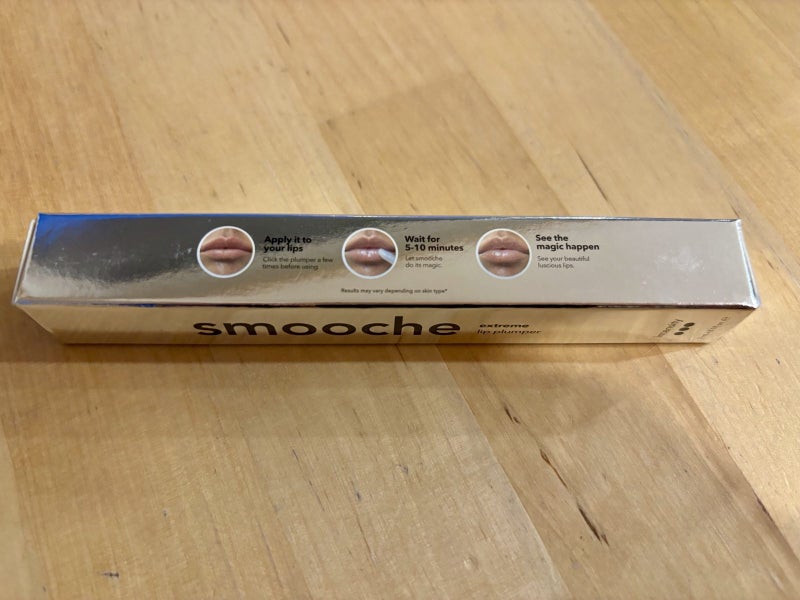 Apply it to
your lips
Click the plumper a few
times before using.
Wait for
5-10 minutes
Let smooche
do its magic.
See the
magic happen
See your beautiful
luscious lips.
Results may vary depending on skin type*
smooche
extreme
lip plumper
intensity